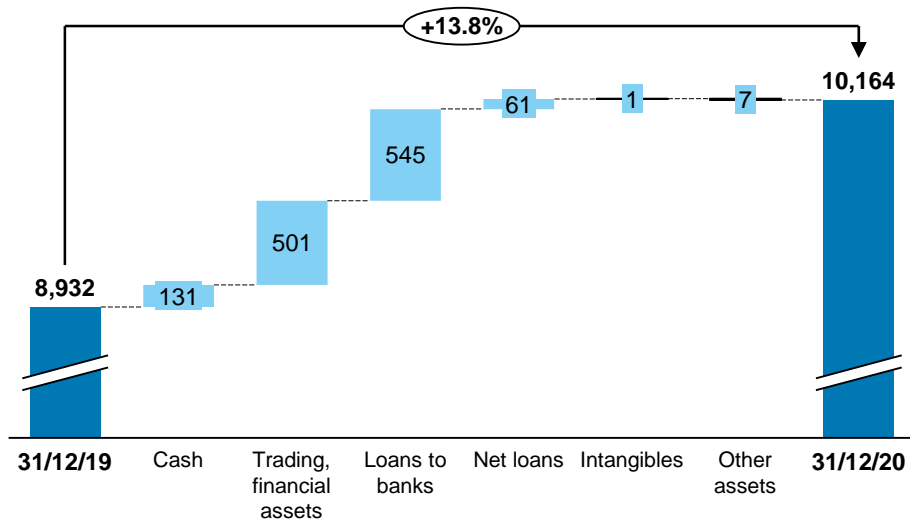 +13.8%
10,164
61
1
7
545
501
8,932
131
31/12/19
Cash
Trading,
financial
assets
Loans to
banks
Net loans
Intangibles
Other
assets
31/12/20